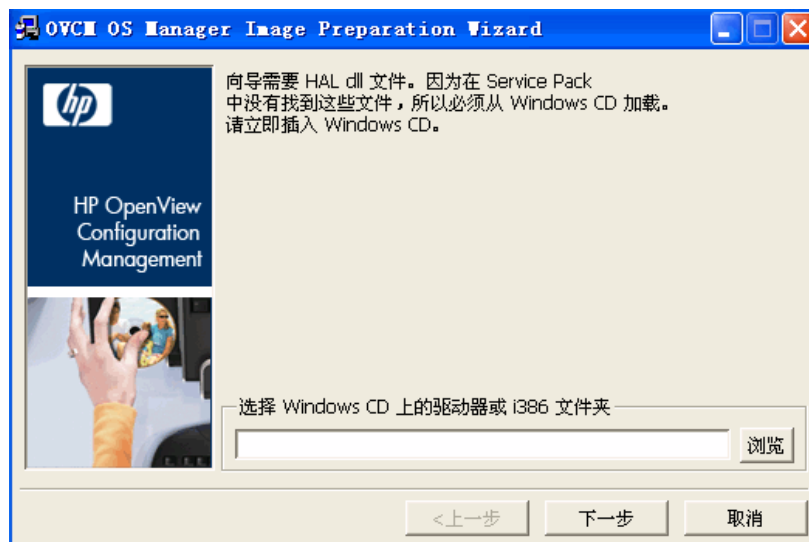 OVCM OS Manager Image Preparation Wizard
hp
HP OpenView
Configuration
Management
向导需要 HAL dll 文件。因为在 Service Pack
中没有找到这些文件，所以必须从 Windows CD 加载。
请立即插入 Windows CD。
选择 Windows CD 上的驱动器或 i386 文件夹
浏览
<上一步
下一步
取消